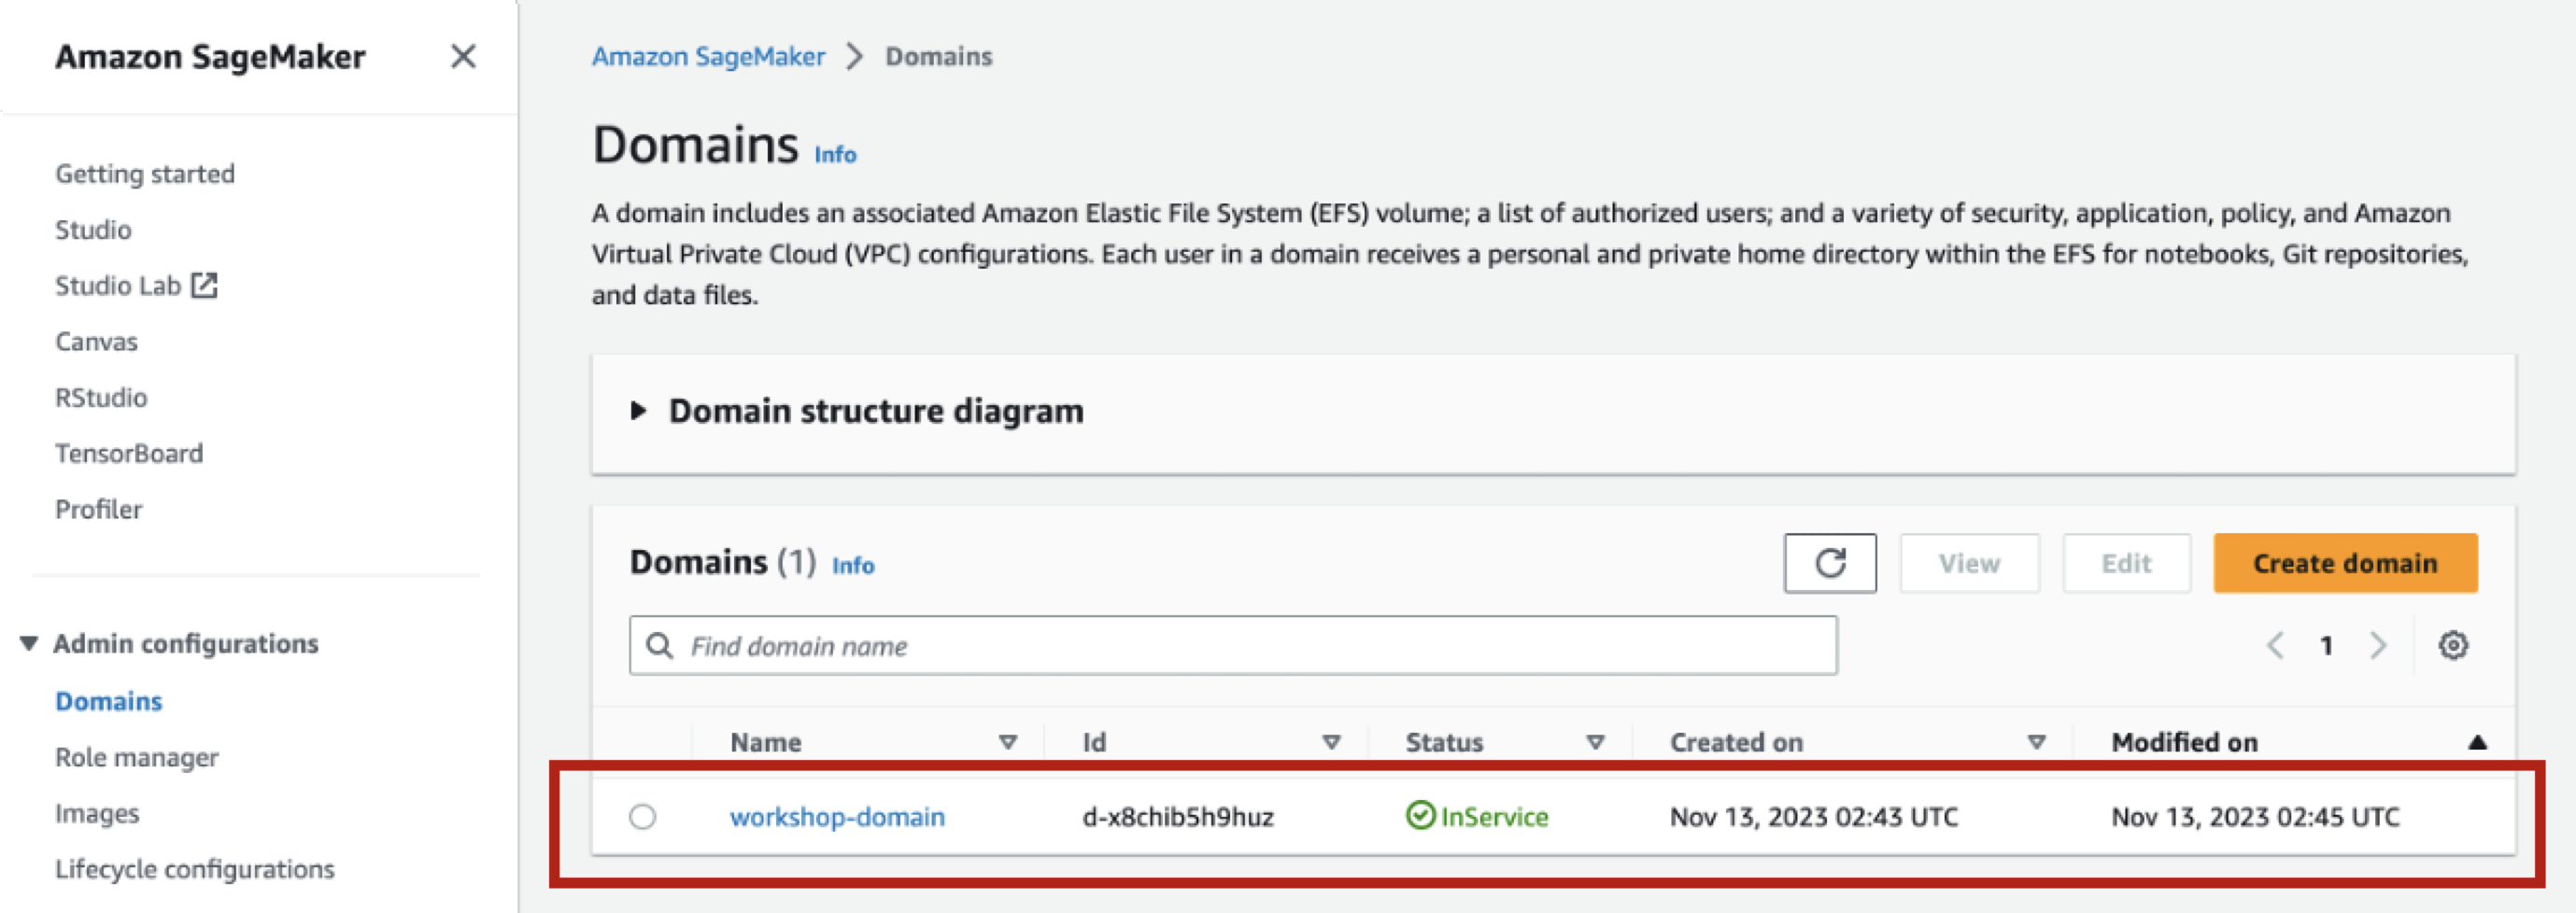 Amazon SageMaker
Getting started
Studio
Studio Lab
Canvas
RStudio
TensorBoard
Profiler
Admin configurations
Domains
Role manager
Images
Lifecycle configurations
Amazon SageMaker > Domains
Domains Info
A domain includes an associated Amazon Elastic File System (EFS) volume; a list of authorized users; and a variety of security, application, policy, and Amazon
Virtual Private Cloud (VPC) configurations. Each user in a domain receives a personal and private home directory within the EFS for notebooks, Git repositories,
and data files.
Domain structure diagram
Domains (1) Info View Edit Create domain
Find domain name 1
Name Id Status Created on Modified on
workshop-domain d-x8chib5h9huz InService Nov 13, 2023 02:43 UTC Nov 13, 2023 02:45 UTC